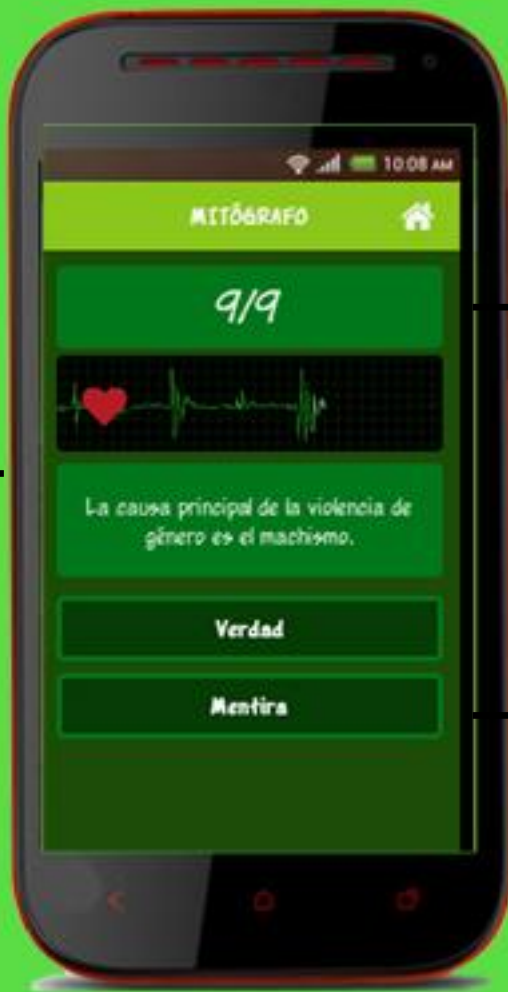 10:08 AM
MITÓGRAFO
9/9
La causa principal de la violencia de
género es el machismo.
Verdad
Mentira